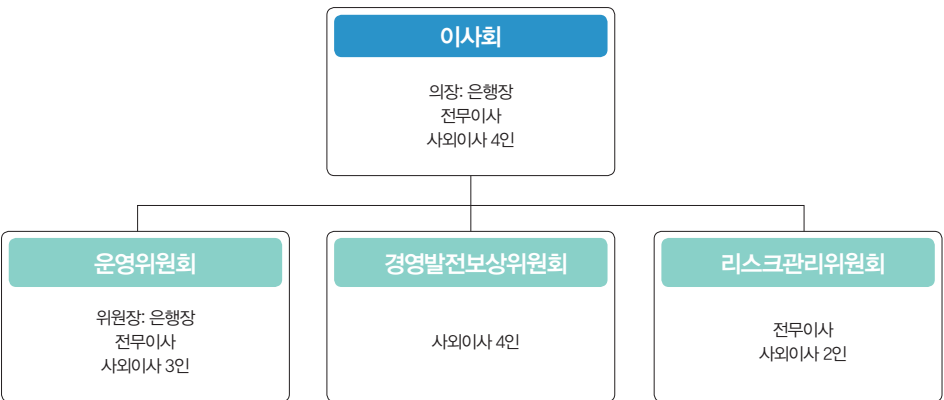 이사회
의장: 은행장
전무이사
사외이사 4인
운영위원회
위원장: 은행장
전무이사
사외이사 3인
경영발전보상위원회
사외이사 4인
리스크관리위원회
전무이사
사외이사 2인